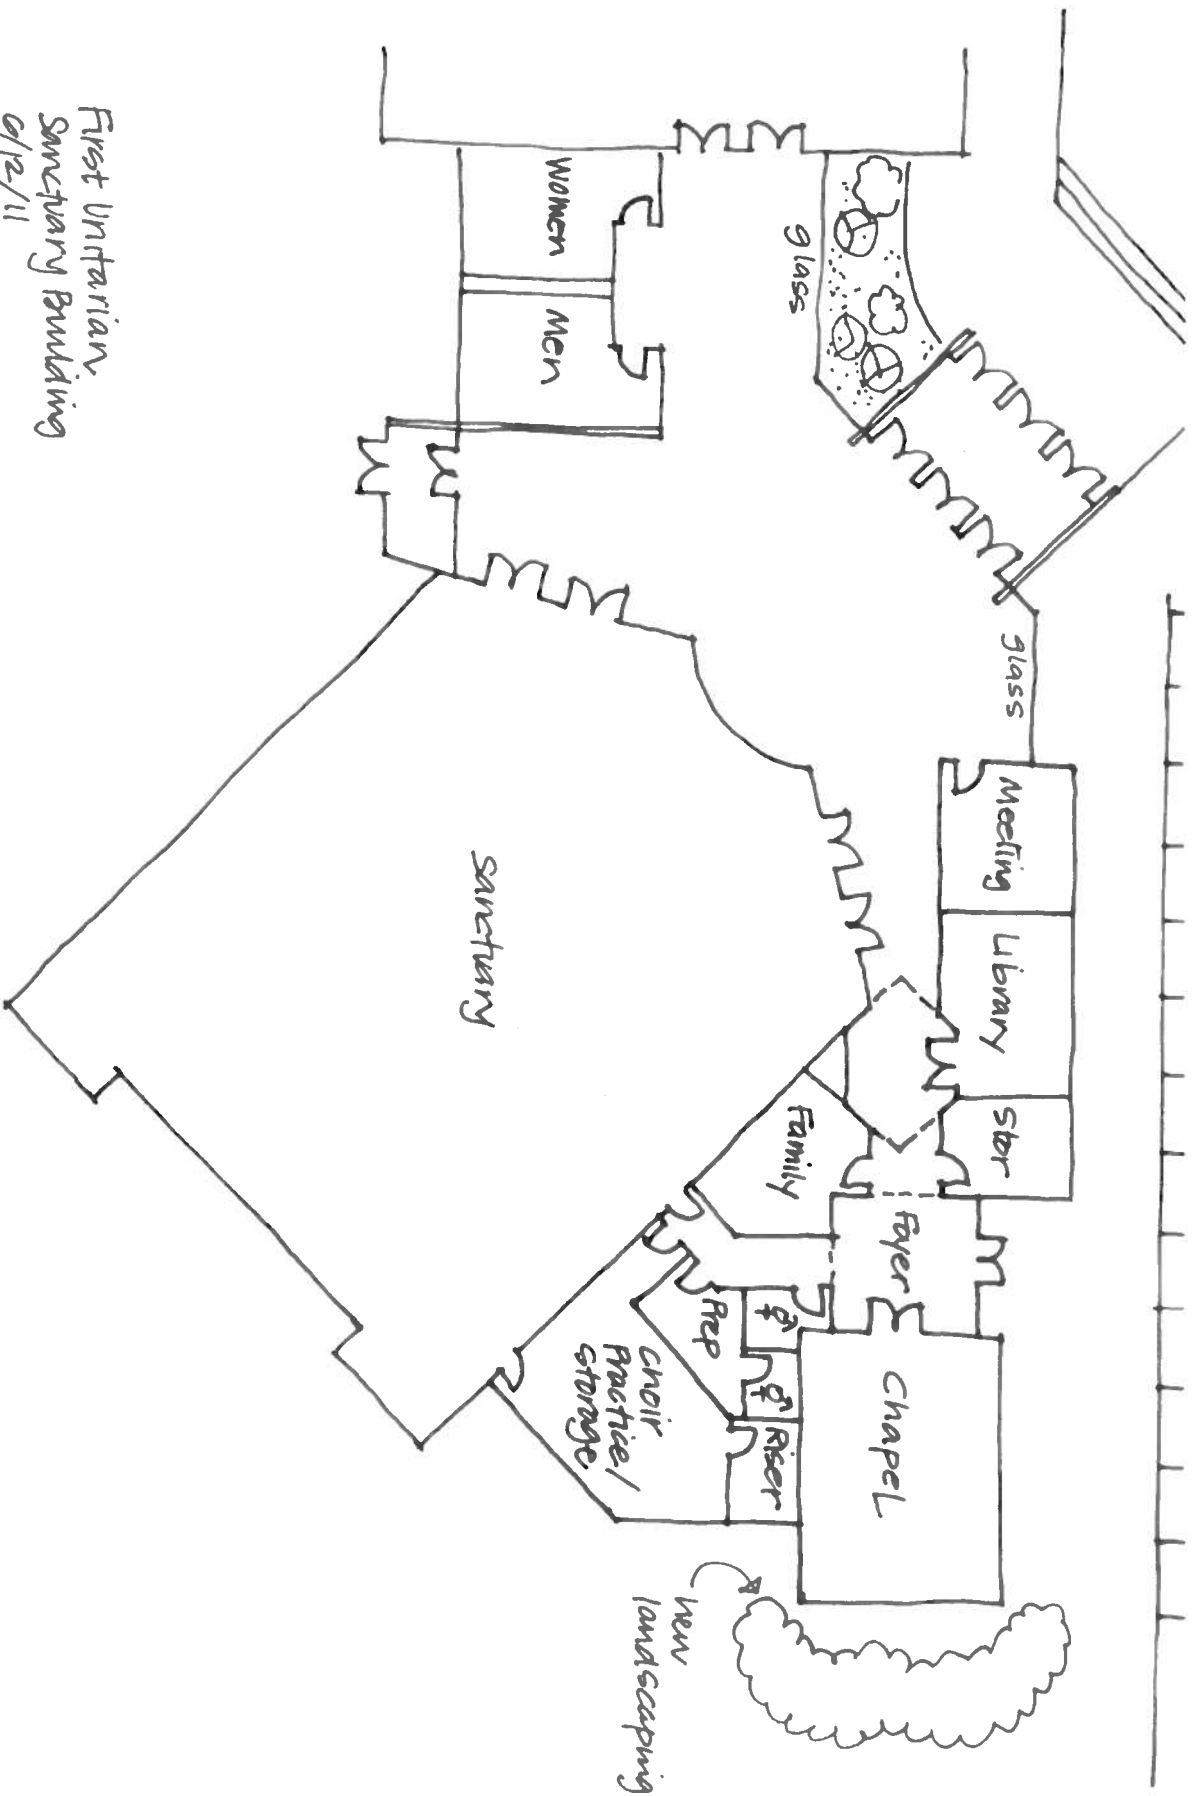 glass
Meeting
Library
Stor
Foyer
Chapel
glass
Family
Riser
Prep
new
landscaping
Choir
Practice/
Storage
Women
Men
Sanctuary
First Unitarian
Sanctuary Building
6/12/11